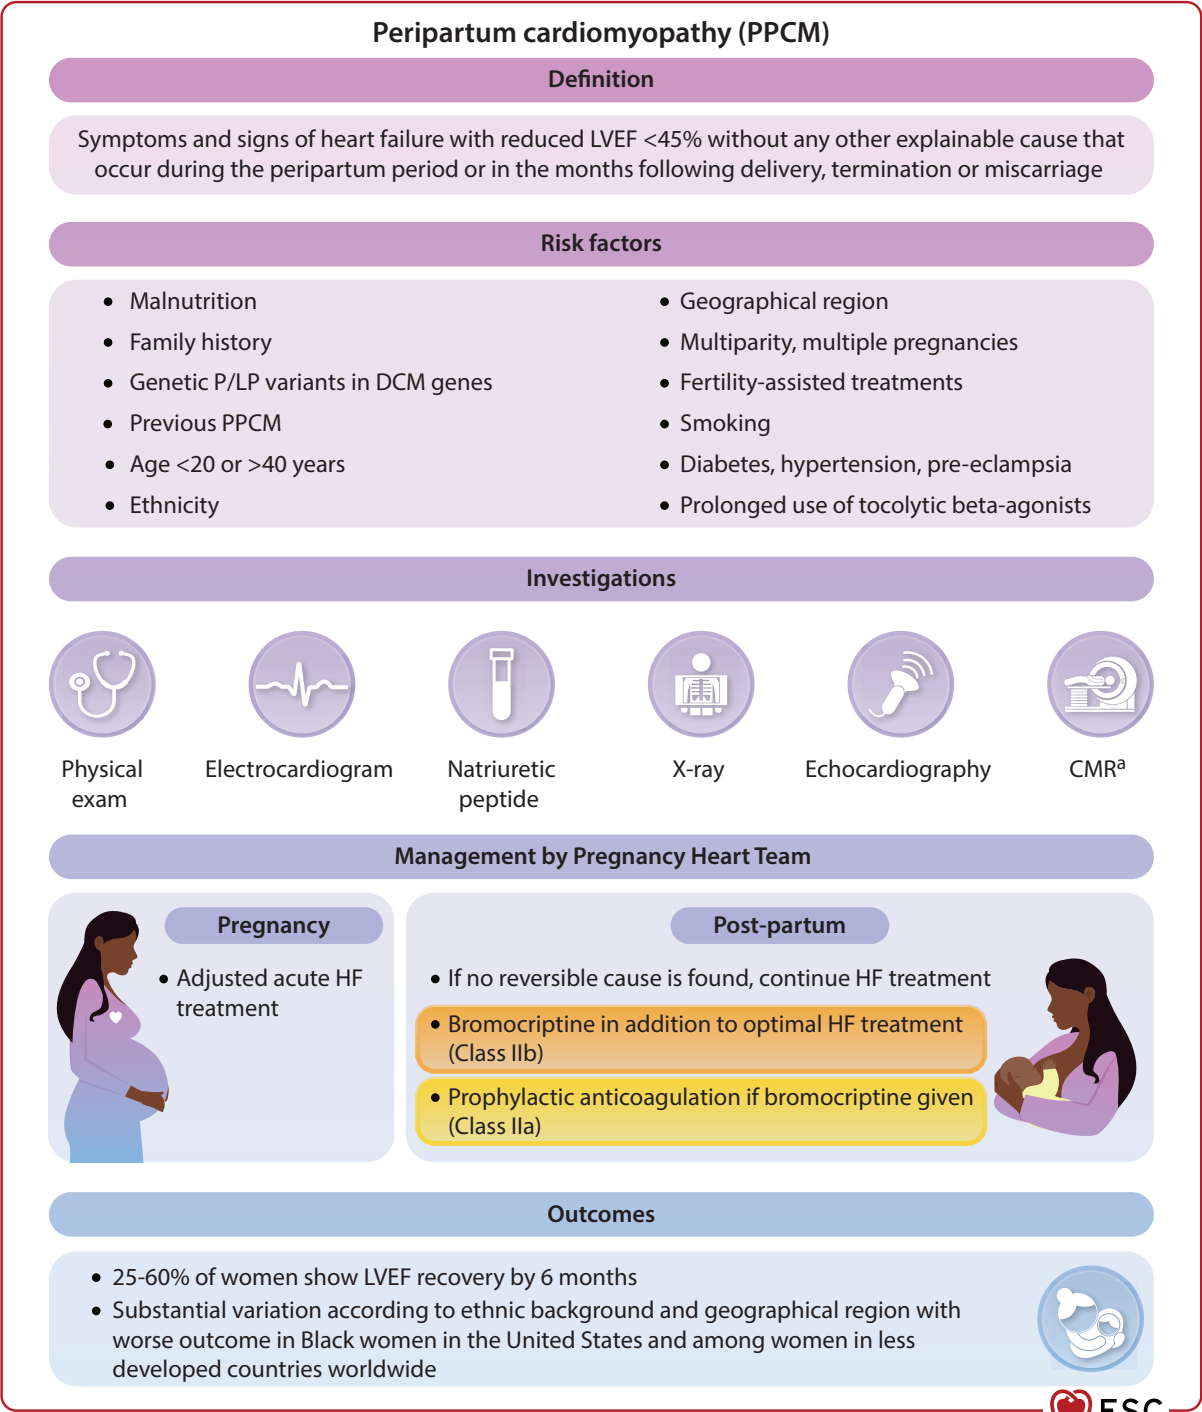 Peripartum cardiomyopathy (PPCM)
Definition
Symptoms and signs of heart failure with reduced LVEF <45% without any other explainable cause that
occur during the peripartum period or in the months following delivery, termination or miscarriage
Risk factors
• Malnutrition
• Family history
• Genetic P/LP variants in DCM genes
• Previous PPCM
• Age <20 or >40 years
• Ethnicity
• Geographical region
• Multiparity, multiple pregnancies
• Fertility-assisted treatments
• Smoking
• Diabetes, hypertension, pre-eclampsia
• Prolonged use of tocolytic beta-agonists
Investigations
Physical
exam
Electrocardiogram
Natriuretic
peptide
X-ray
Echocardiography
CMRᵃ
Management by Pregnancy Heart Team
Pregnancy
• Adjusted acute HF
treatment
Post-partum
• If no reversible cause is found, continue HF treatment
• Bromocriptine in addition to optimal HF treatment
(Class IIb)
• Prophylactic anticoagulation if bromocriptine given
(Class IIa)
Outcomes
• 25-60% of women show LVEF recovery by 6 months
• Substantial variation according to ethnic background and geographical region with
worse outcome in Black women in the United States and among women in less
developed countries worldwide
ESC